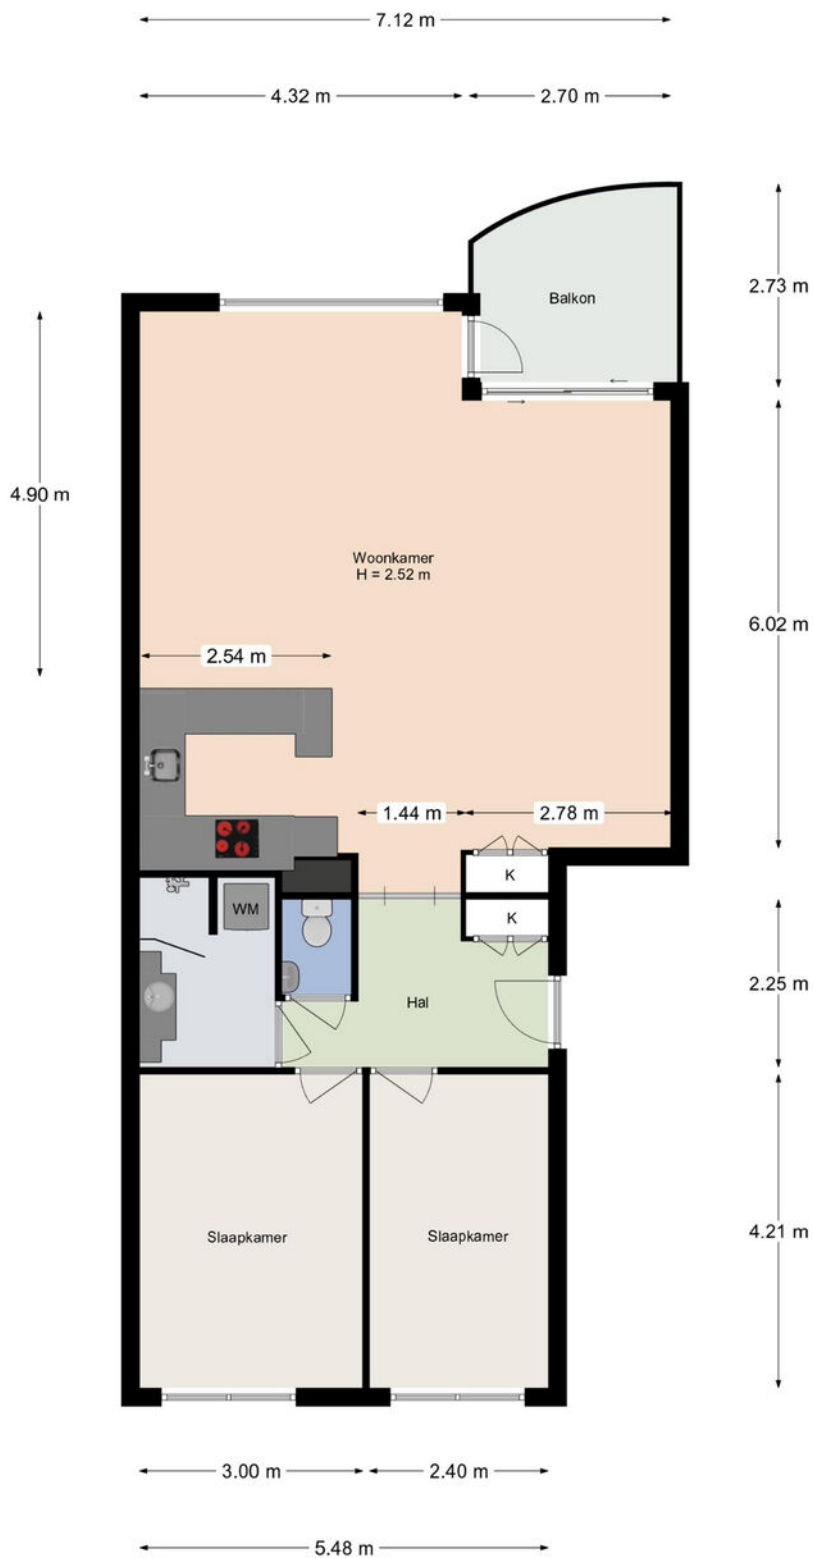 7.12 m
4.32 m
2.70 m
Balkon
2.73 m
4.90 m
Woonkamer
H = 2.52 m
6.02 m
2.54 m
1.44 m
2.78 m
K
WM
K
Hal
2.25 m
Slaapkamer
Slaapkamer
4.21 m
3.00 m
2.40 m
5.48 m